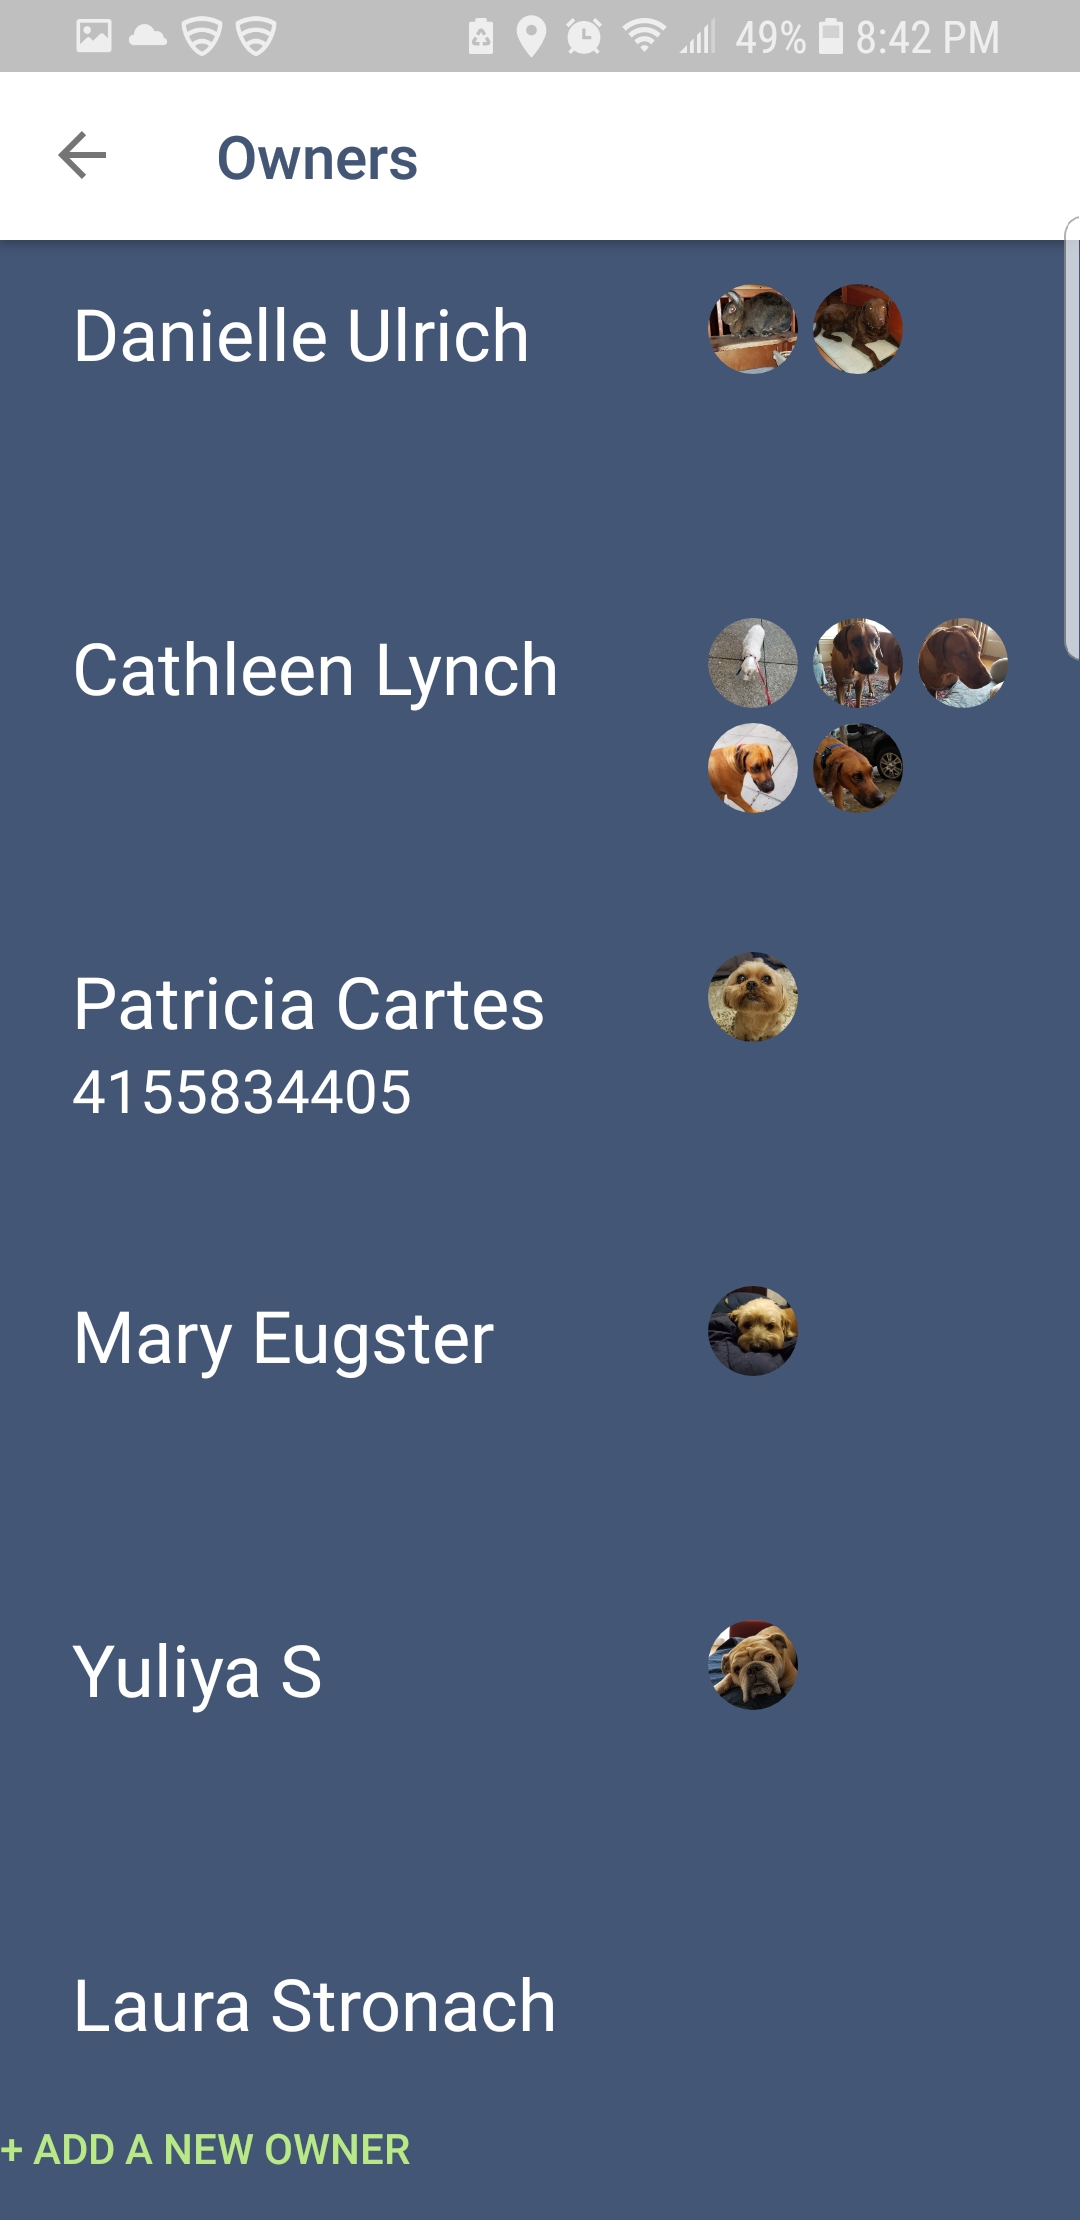 49% 8:42 PM
Owners
Danielle Ulrich
Cathleen Lynch
Patricia Cartes
4155834405
Mary Eugster
Yuliya S
Laura Stronach
+ ADD A NEW OWNER